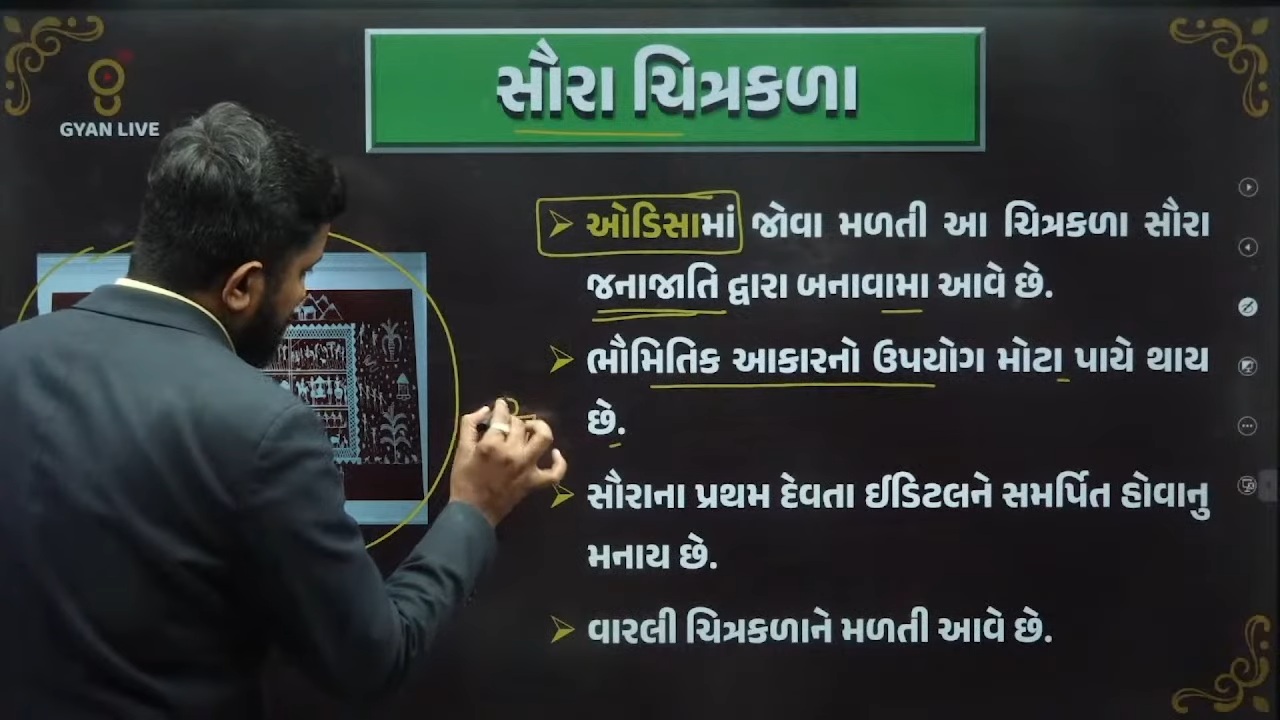 GYAN LIVE
સૌરા ચિત્રકળા
ઓડિસામાં જોવા મળતી આ ચિત્રકળા સૌરા
જનાજાતિ દ્વારા બનાવામા આવે છે.
ભૌમિતિક આકારનો ઉપયોગ મોટા પાયે થાય
છે.
સૌરાના પ્રથમ દેવતા ઈડિટલને સમર્પિત હોવાનુ
મનાય છે.
વારલી ચિત્રકળાને મળતી આવે છે.